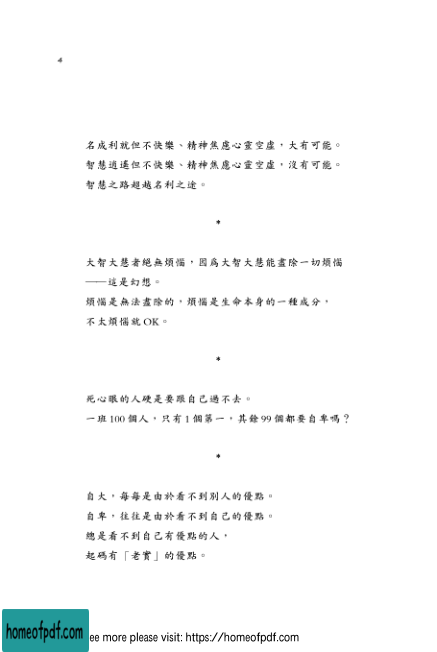 4
名成利就但不快樂、精神焦慮心靈空虛，大有可能。
智慧逍遙但不快樂、精神焦慮心靈空虛，沒有可能。
智慧之路超越名利之途。
*
大智大慧者絕無煩惱，因爲大智大慧能盡除一切煩惱
——這是幻想。
煩惱是無法盡除的，煩惱是生命本身的一種成分，
不太煩惱就OK。
*
死心眼的人硬是要跟自己過不去。
一班100個人，只有1個第一，其餘99個都要自卑嗎？
*
自大，每每是由於看不到別人的優點。
自卑，往往是由於看不到自己的優點。
總是看不到自己有優點的人，
起碼有「老實」的優點。
homeofpdf.com
ee more please visit: https://homeofpdf.com